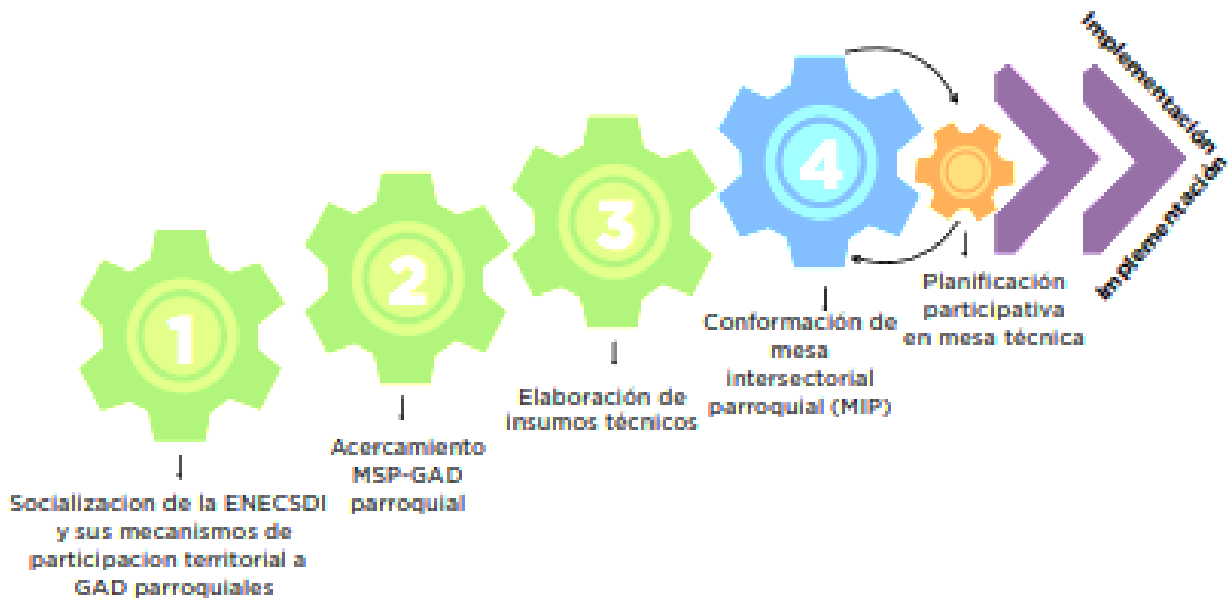 1
Socializacion de la ENECSDI
y sus mecanismos de
participacion territorial a
GAD parroquiales
2
Acercamiento
MSP-GAD
parroquial
3
Elaboración de
insumos técnicos
4
Conformación de
mesa
intersectorial
parroquial (MIP)
Planificación
participativa
en mesa técnica
Implementación
Implementación